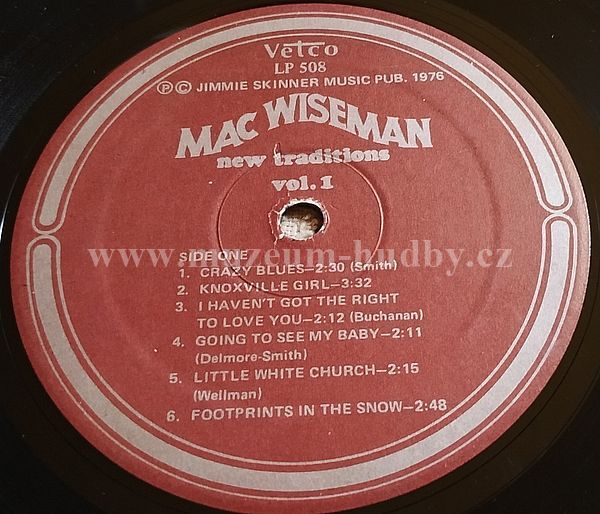 Vetco
LP 508
Ⓟ© JIMMIE SKINNER MUSIC PUB. 1976
MAC WISEMAN
new traditions
vol. 1
www.muzeum-hudby.cz
SIDE ONE
1. CRAZY BLUES—2:30 (Smith)
2. KNOXVILLE GIRL—3:32
3. I HAVEN'T GOT THE RIGHT
TO LOVE YOU—2:12 (Buchanan)
4. GOING TO SEE MY BABY—2:11
(Delmore-Smith)
5. LITTLE WHITE CHURCH—2:15
(Wellman)
6. FOOTPRINTS IN THE SNOW—2:48